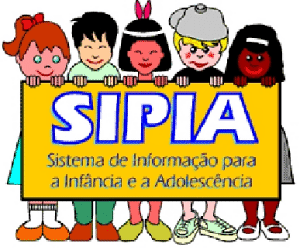 SIPIA
Sistema de Informação para
a Infância e a Adolescência